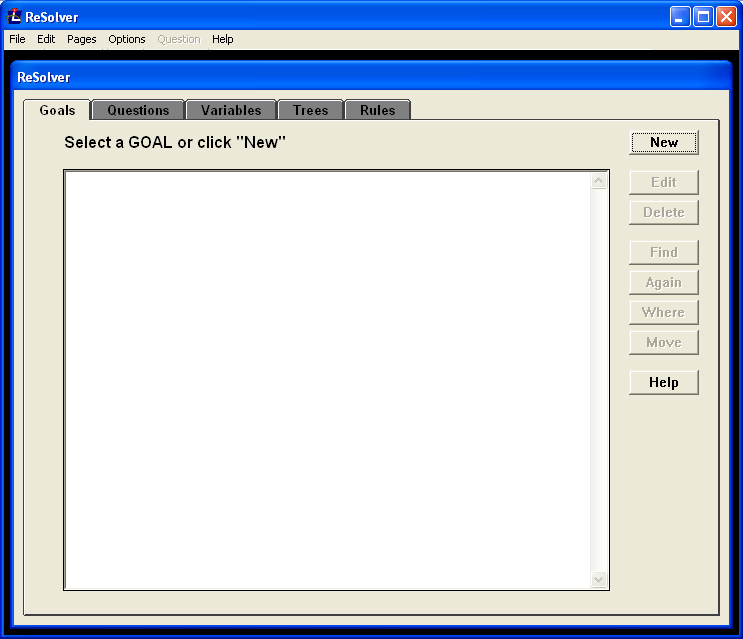 ReSolver
File Edit Pages Options Question Help
ReSolver
Goals Questions Variables Trees Rules
Select a GOAL or click "New"
New
Edit
Delete
Find
Again
Where
Move
Help